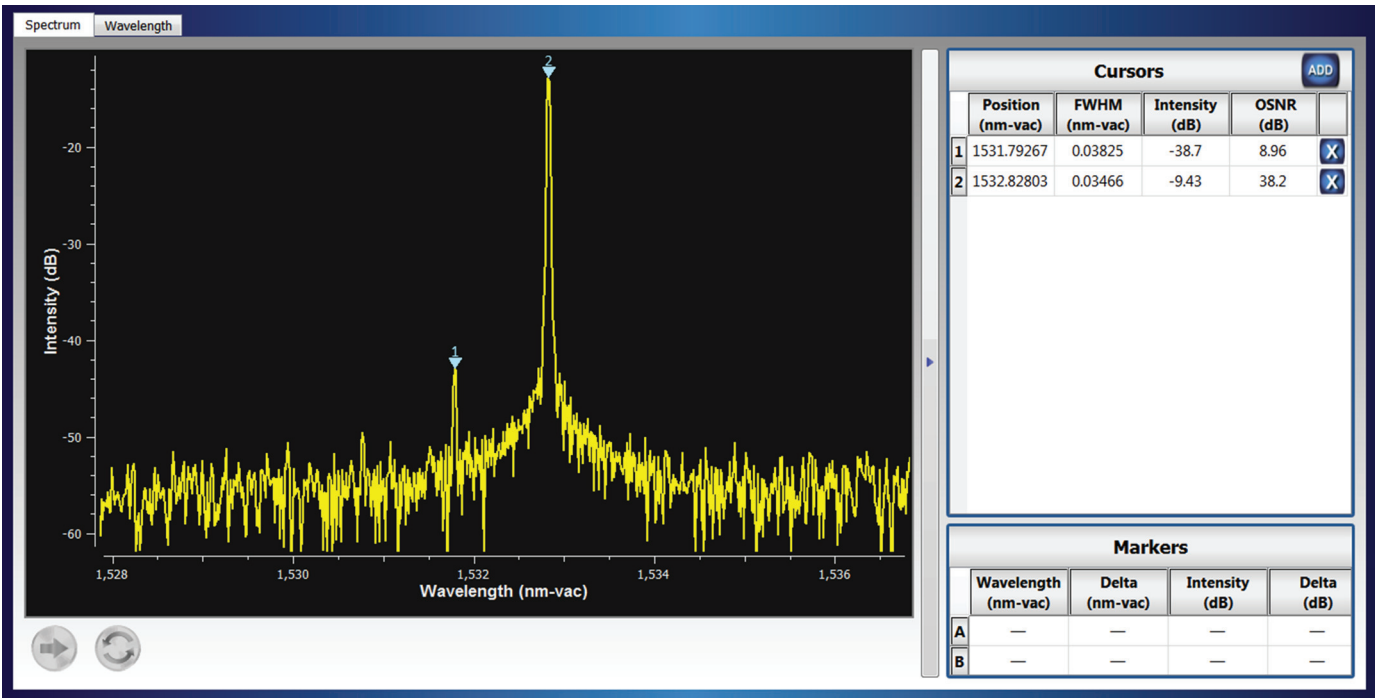 Spectrum Wavelength
2
1
Intensity (dB)
-20
-30
-40
-50
-60
1,528 1,530 1,532 1,534 1,536
Wavelength (nm-vac)
Cursors ADD
Position FWHM Intensity OSNR
(nm-vac) (nm-vac) (dB) (dB)
1 1531.79267 0.03825 -38.7 8.96 X
2 1532.82803 0.03466 -9.43 38.2 X
Markers
Wavelength Delta Intensity Delta
(nm-vac) (nm-vac) (dB) (dB)
A — — — —
B — — — —